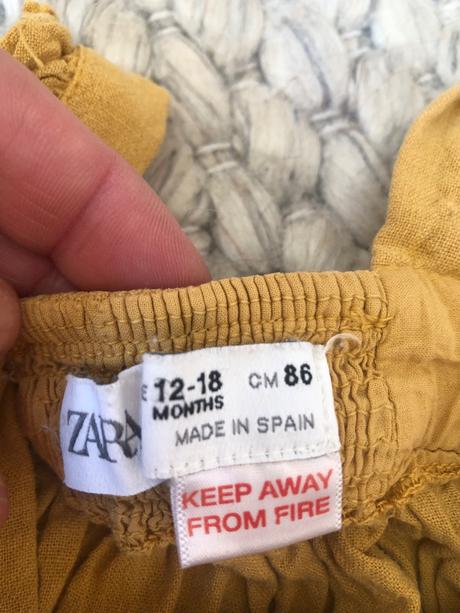 ZARA
E 12-18 CM 86
MONTHS
MADE IN SPAIN
KEEP AWAY
FROM FIRE